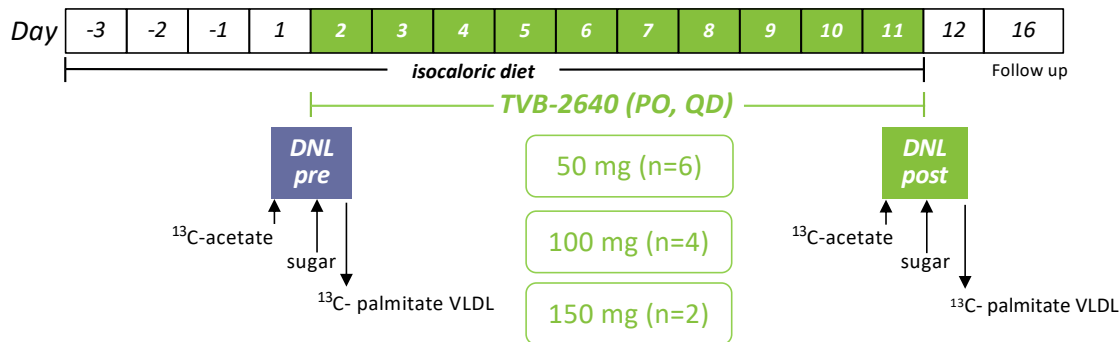 Day -3 -2 -1 1 2 3 4 5 6 7 8 9 10 11 12 16
isocaloric diet
Follow up
TVB-2640 (PO, QD)
DNL
pre
50 mg (n=6)
DNL
post
¹³C-acetate
sugar
¹³C- palmitate VLDL
100 mg (n=4)
150 mg (n=2)
¹³C-acetate
sugar
¹³C- palmitate VLDL